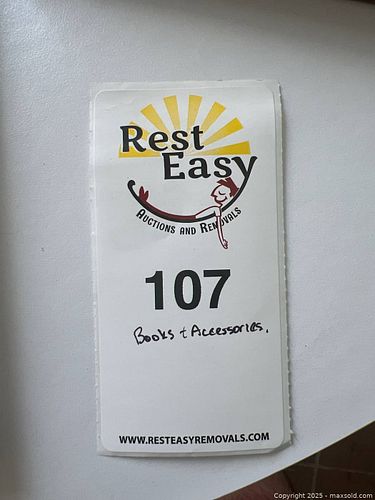 Rest
Easy
AUCTIONS AND REMOVALS
107
Books + Accessories.
WWW.RESTEASYREMOVALS.COM
Copyright 2025 - maxsold.com